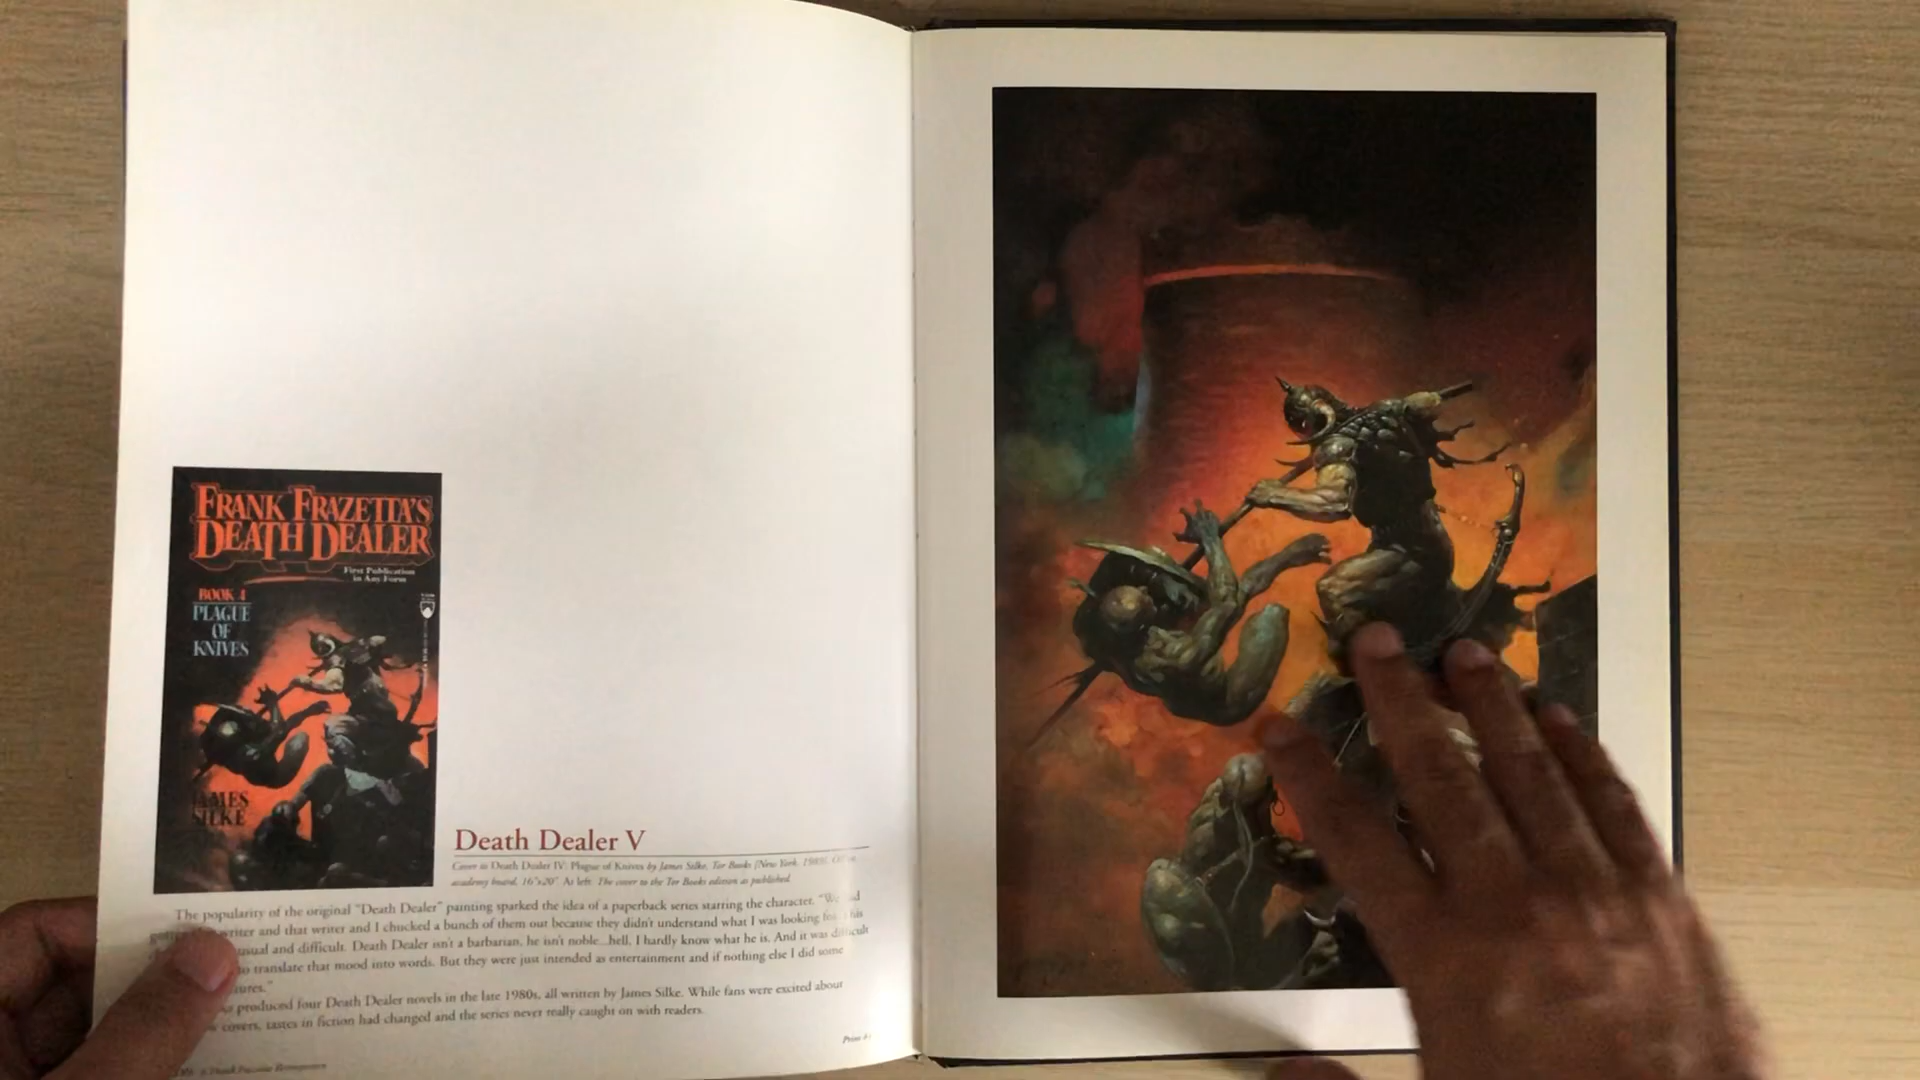 FRANK FRAZETTA'S
DEATH DEALER
First Publication
in Any Form
BOOK 4
PLAGUE
OF
KNIVES
JAMES
SILKE
Death Dealer V
Cover to Death Dealer IV: Plague of Knives by James Silke, Tor Books [New York, 1989].
academy board, 16"x20" At left: The cover to the Tor Books edition as published.
The popularity of the original "Death Dealer" painting sparked the idea of a paperback series starring the character. "We
writer and that writer and I chucked a bunch of them out because they didn't understand what I was looking
usual and difficult. Death Dealer isn't a barbarian, he isn't noble...hell, I hardly know what he is. And it was difficult
to translate that mood into words. But they were just intended as entertainment and if nothing else I did some
tures."
produced four Death Dealer novels in the late 1980s, all written by James Silke. While fans were excited about
covers, tastes in fiction had changed and the series never really caught on with readers.